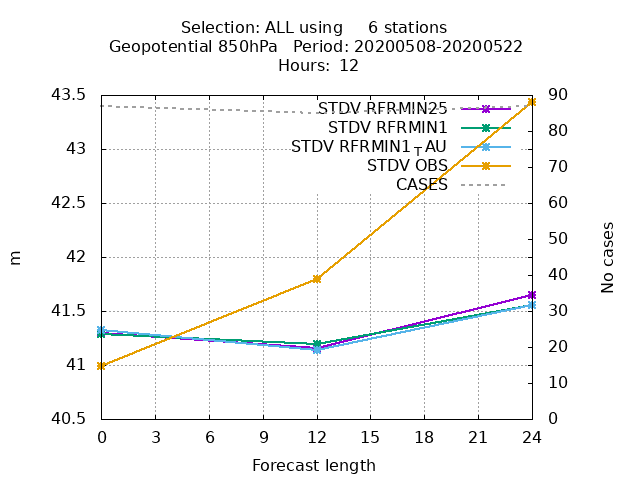 Selection: ALL using     6 stations
Geopotential 850hPa   Period: 20200508-20200522
Hours: 12
43.5
43
42.5
42
41.5
41
40.5
m
STDV RFRMIN25
STDV RFRMIN1
STDV RFRMIN1_TAU
STDV OBS
CASES
90
80
70
60
50
40
30
20
10
0
No cases
0 3 6 9 12 15 18 21 24
Forecast length